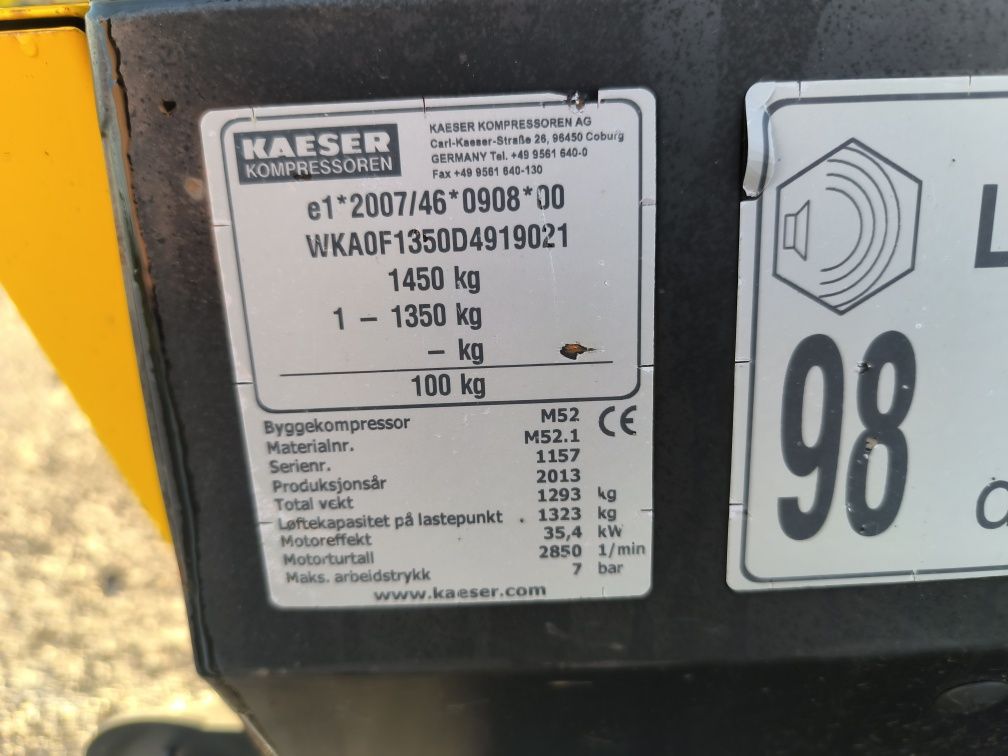 KAESER
KOMPRESSOREN
KAESER KOMPRESSOREN AG
Carl-Kaeser-Straße 26, 96450 Coburg
GERMANY Tel. +49 9561 640-0
Fax +49 9561 640-130
e1*2007/46*0908*00
WKA0F1350D4919021
1450 kg
1 – 1350 kg
– kg
100 kg
Byggekompressor M52 CE
Materialnr. M52.1
Serienr. 1157
Produksjonsår 2013
Total vekt 1293 kg
Løftekapasitet på lastepunkt . 1323 kg
Motoreffekt 35,4 kW
Motorturtall 2850 1/min
Maks. arbeidstrykk 7 bar
www.kaeser.com
L
98